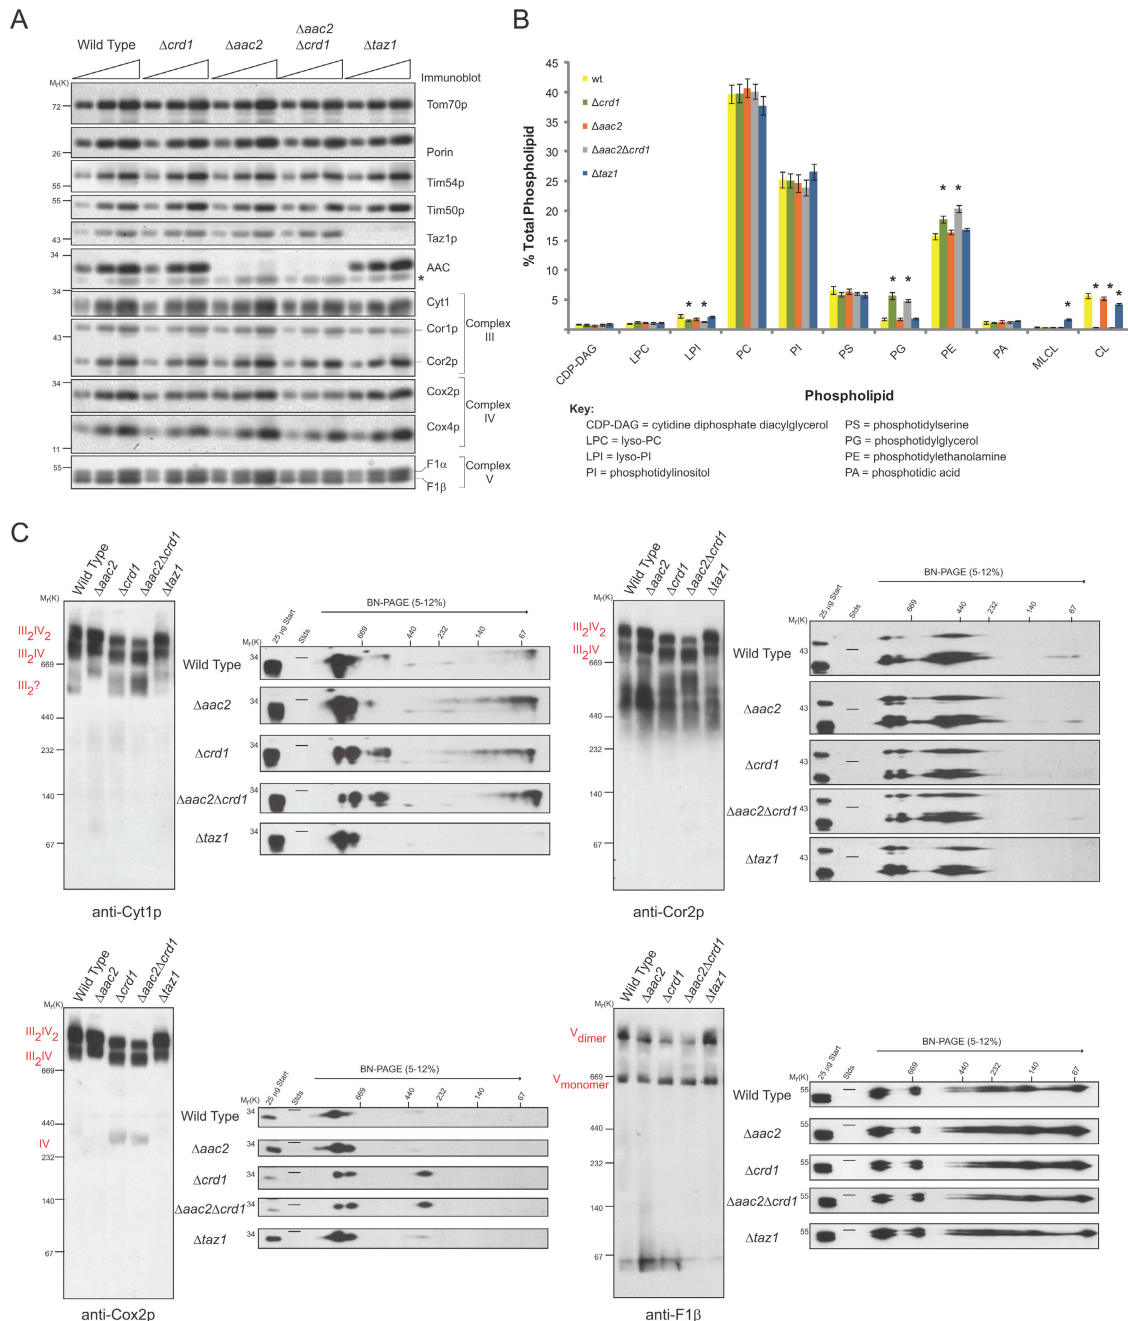 A
Wild Type
Δcrd1
Δaac2
Δaac2
Δcrd1
Δtaz1
Mr(K)
Immunoblot
72
Tom70p
26
Porin
55
Tim54p
55
Tim50p
43
Taz1p
34
AAC
*
34
Cyt1
43
Cor1p
Cor2p
Complex
III
Cox2p
Cox4p
11
Complex
IV
55
F1α
F1β
Complex
V
B
% Total Phospholipid
45
40
35
30
25
20
15
10
5
wt
Δcrd1
Δaac2
Δaac2Δcrd1
Δtaz1
* * * * * * * * * *
CDP-DAG
LPC
LPI
PC
PI
PS
PG
PE
PA
MLCL
CL
Phospholipid
Key:
CDP-DAG = cytidine diphosphate diacylglycerol
LPC = lyso-PC
LPI = lyso-PI
PI = phosphotidylinositol
PS = phosphotidylserine
PG = phosphotidylglycerol
PE = phosphotidylethanolamine
PA = phosphotidic acid
C
Wild Type
Δaac2
Δcrd1
Δaac2Δcrd1
Δtaz1
Mr(K)
III2IV2
III2IV
669
III2?
440
232
140
67
anti-Cyt1p
BN-PAGE (5-12%)
25 μg Start
Stds
Mr(K)
669
440
232
140
67
Wild Type
34
Δaac2
34
Δcrd1
34
Δaac2Δcrd1
34
Δtaz1
34
Wild Type
Δaac2
Δcrd1
Δaac2Δcrd1
Δtaz1
Mr(K)
III2IV2
III2IV
669
440
232
140
67
anti-Cor2p
BN-PAGE (5-12%)
25 μg Start
Stds
Mr(K)
669
440
232
140
67
Wild Type
43
Δaac2
43
Δcrd1
43
Δaac2Δcrd1
43
Δtaz1
43
Wild Type
Δaac2
Δcrd1
Δaac2Δcrd1
Δtaz1
Mr(K)
III2IV2
III2IV
669
440
IV
232
140
67
anti-Cox2p
BN-PAGE (5-12%)
25 μg Start
Stds
Mr(K)
669
440
232
140
67
Wild Type
34
Δaac2
34
Δcrd1
34
Δaac2Δcrd1
34
Δtaz1
34
Wild Type
Δaac2
Δcrd1
Δaac2Δcrd1
Δtaz1
Mr(K)
Vdimer
669
Vmonomer
440
232
140
67
anti-F1β
BN-PAGE (5-12%)
25 μg Start
Stds
Mr(K)
669
440
232
140
67
Wild Type
55
Δaac2
55
Δcrd1
55
Δaac2Δcrd1
55
Δtaz1
55